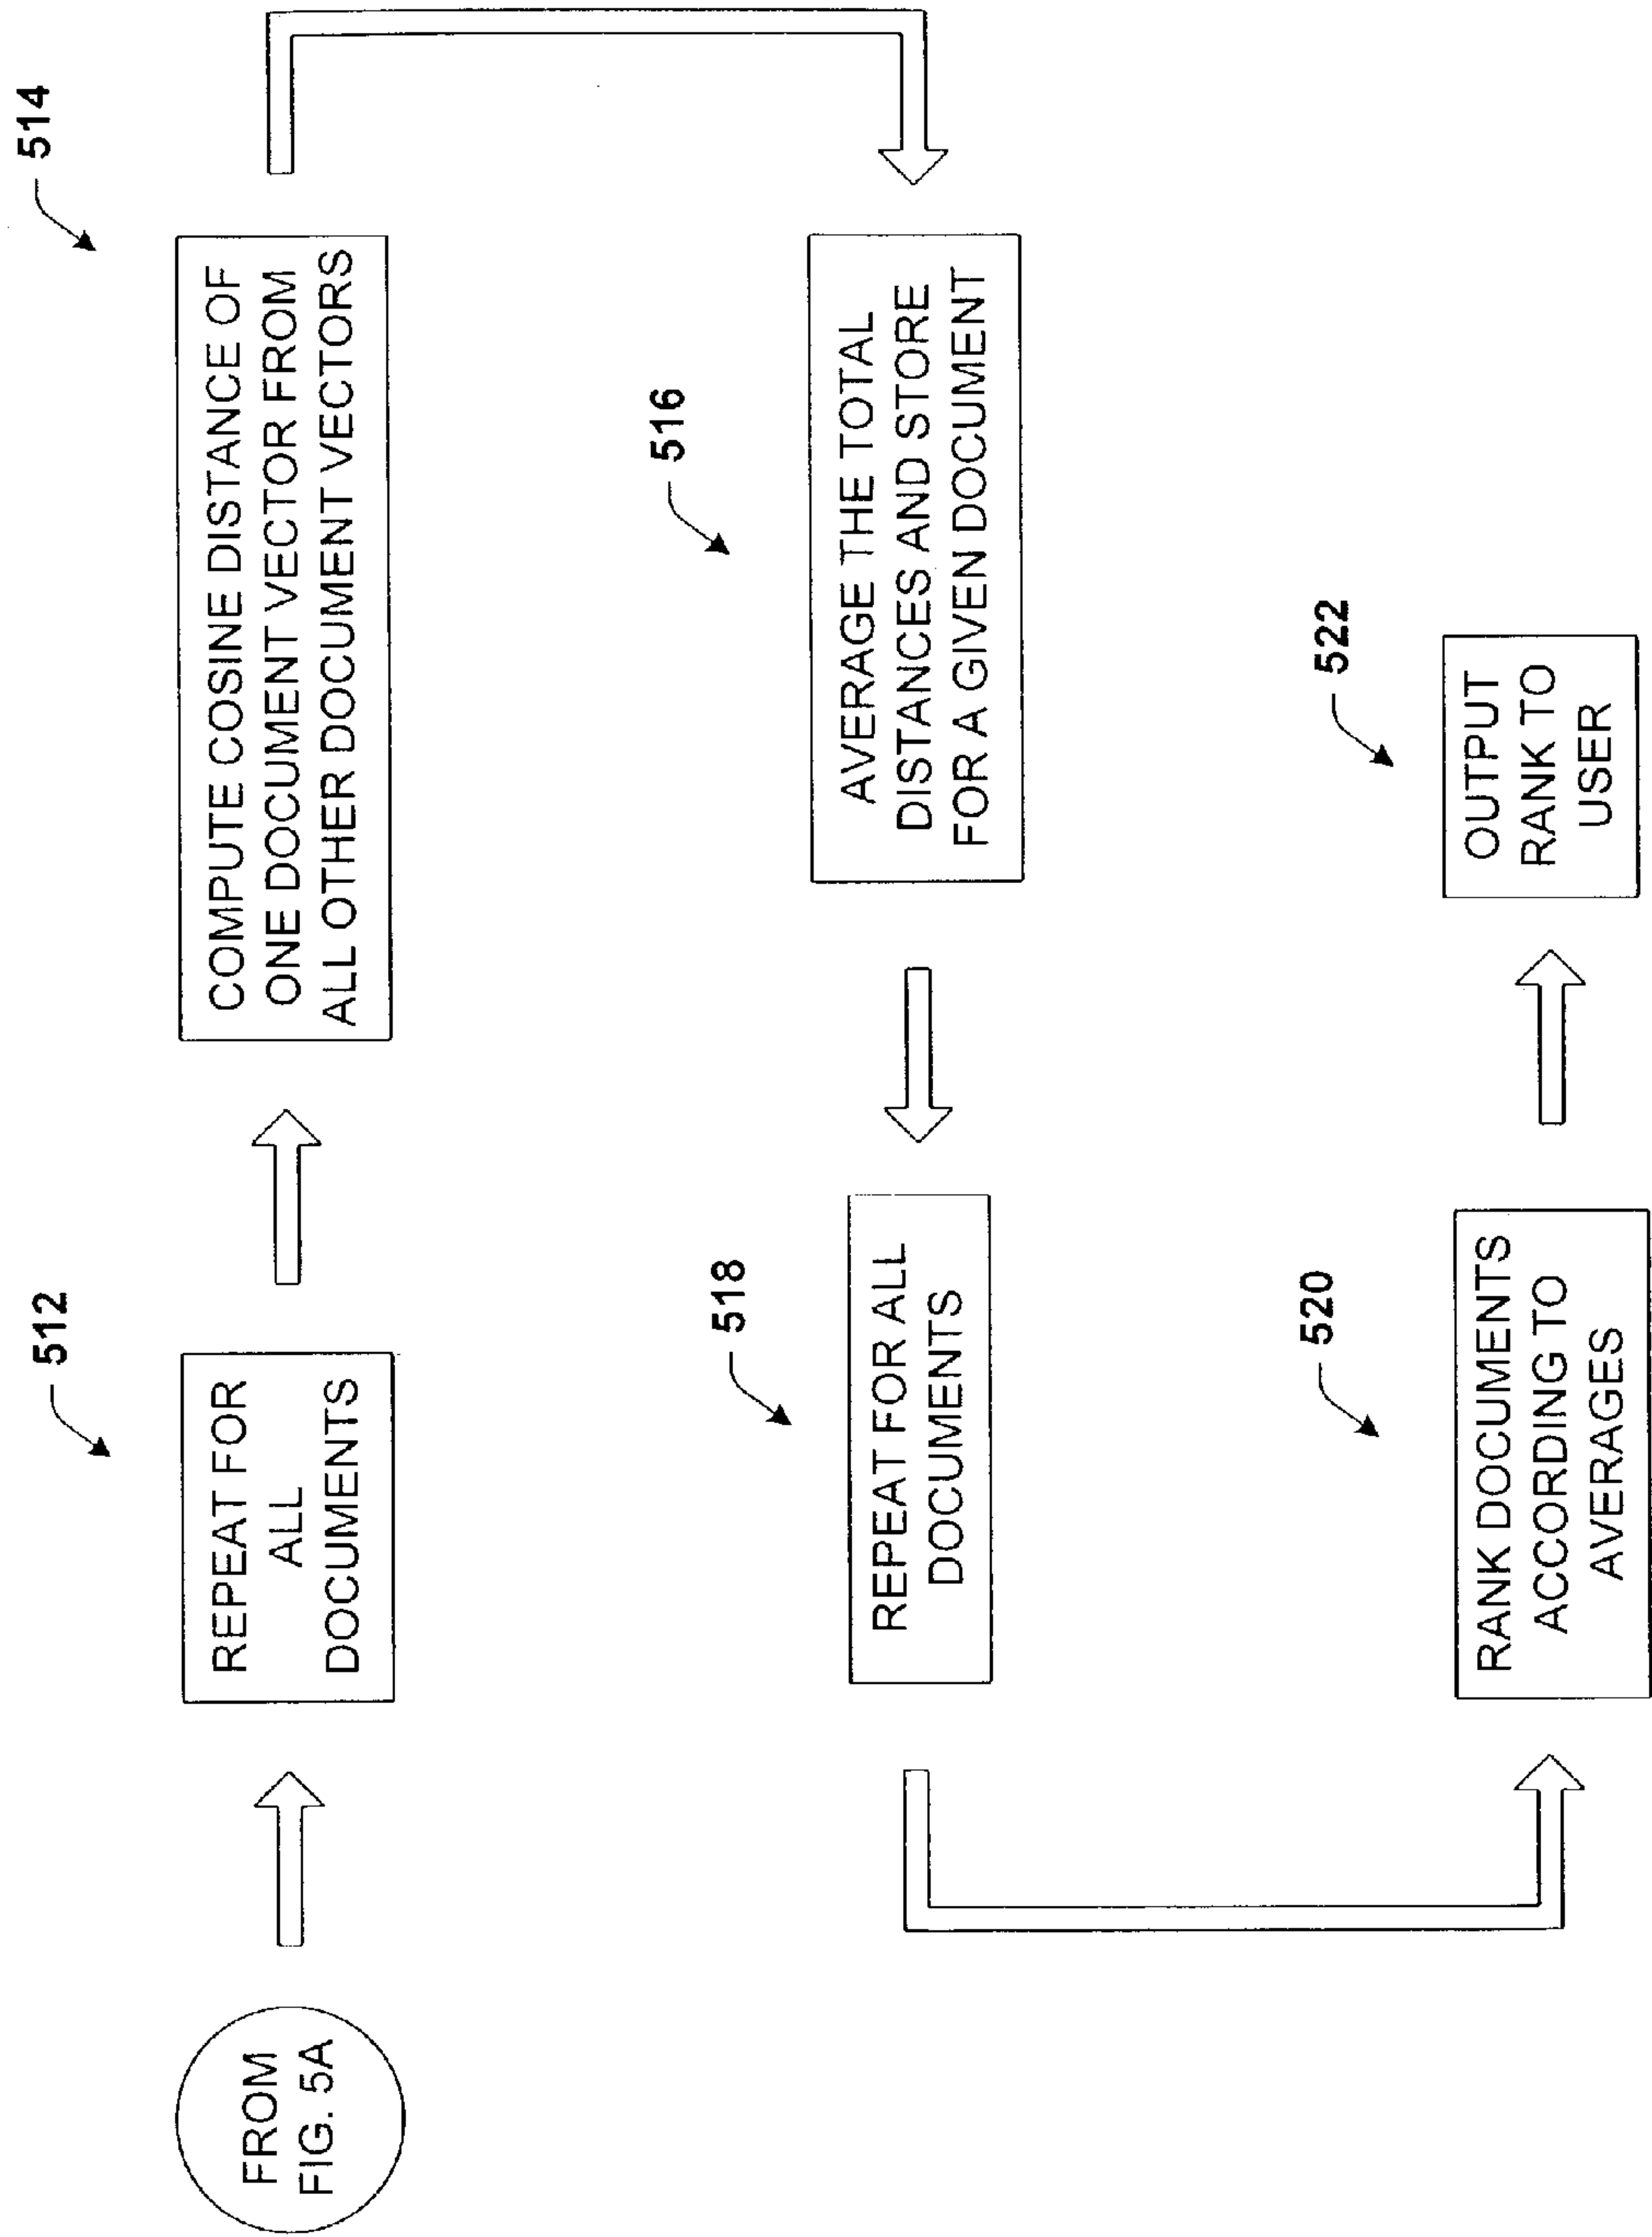 FROM
FIG. 5A
512
REPEAT FOR
ALL
DOCUMENTS
514
COMPUTE COSINE DISTANCE OF
ONE DOCUMENT VECTOR FROM
ALL OTHER DOCUMENT VECTORS
516
AVERAGE THE TOTAL
DISTANCES AND STORE
FOR A GIVEN DOCUMENT
518
REPEAT FOR ALL
DOCUMENTS
520
RANK DOCUMENTS
ACCORDING TO
AVERAGES
522
OUTPUT
RANK TO
USER